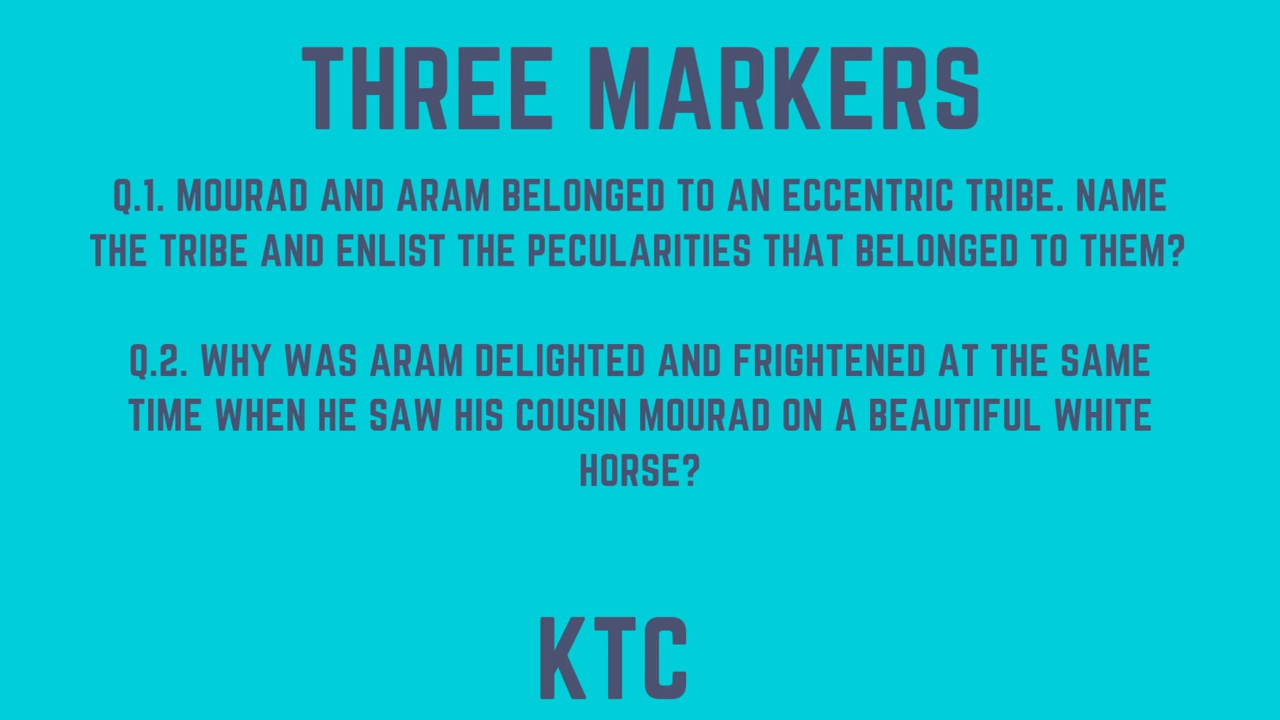 THREE MARKERS
Q.1. MOURAD AND ARAM BELONGED TO AN ECCENTRIC TRIBE. NAME
THE TRIBE AND ENLIST THE PECULARITIES THAT BELONGED TO THEM?
Q.2. WHY WAS ARAM DELIGHTED AND FRIGHTENED AT THE SAME
TIME WHEN HE SAW HIS COUSIN MOURAD ON A BEAUTIFUL WHITE
HORSE?
KTC